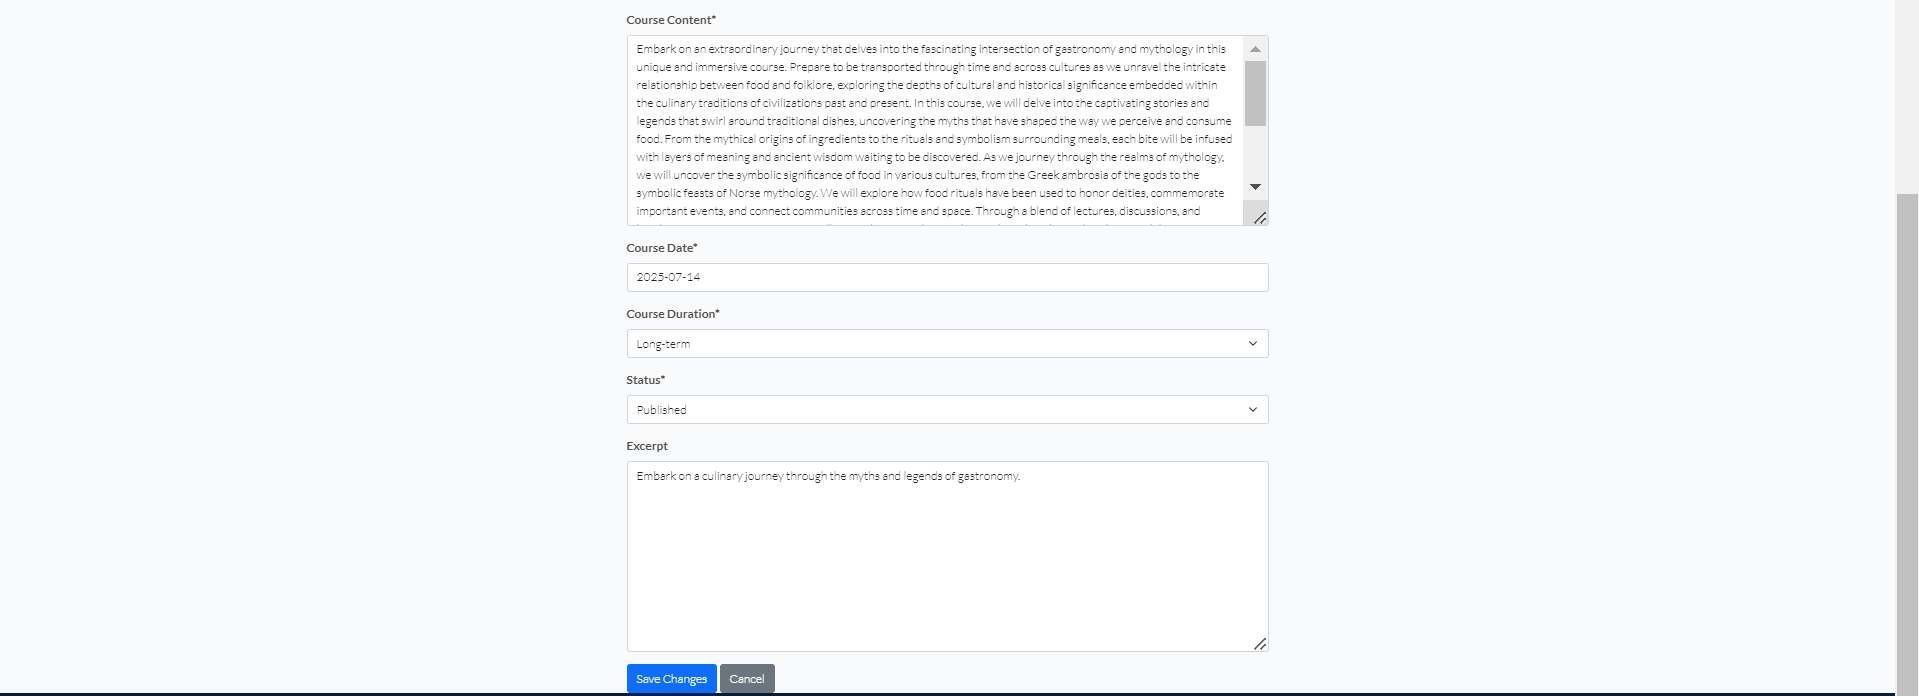 Course Content*
Embark on an extraordinary journey that delves into the fascinating intersection of gastronomy and mythology in this
unique and immersive course. Prepare to be transported through time and across cultures as we unravel the intricate
relationship between food and folklore, exploring the depths of cultural and historical significance embedded within
the culinary traditions of civilizations past and present. In this course, we will delve into the captivating stories and
legends that swirl around traditional dishes, uncovering the myths that have shaped the way we perceive and consume
food. From the mythical origins of ingredients to the rituals and symbolism surrounding meals, each bite will be infused
with layers of meaning and ancient wisdom waiting to be discovered. As we journey through the realms of mythology,
we will uncover the symbolic significance of food in various cultures, from the Greek ambrosia of the gods to the
symbolic feasts of Norse mythology. We will explore how food rituals have been used to honor deities, commemorate
important events, and connect communities across time and space. Through a blend of lectures, discussions, and
Course Date*
2025-07-14
Course Duration*
Long-term
Status*
Published
Excerpt
Embark on a culinary journey through the myths and legends of gastronomy.
Save Changes Cancel